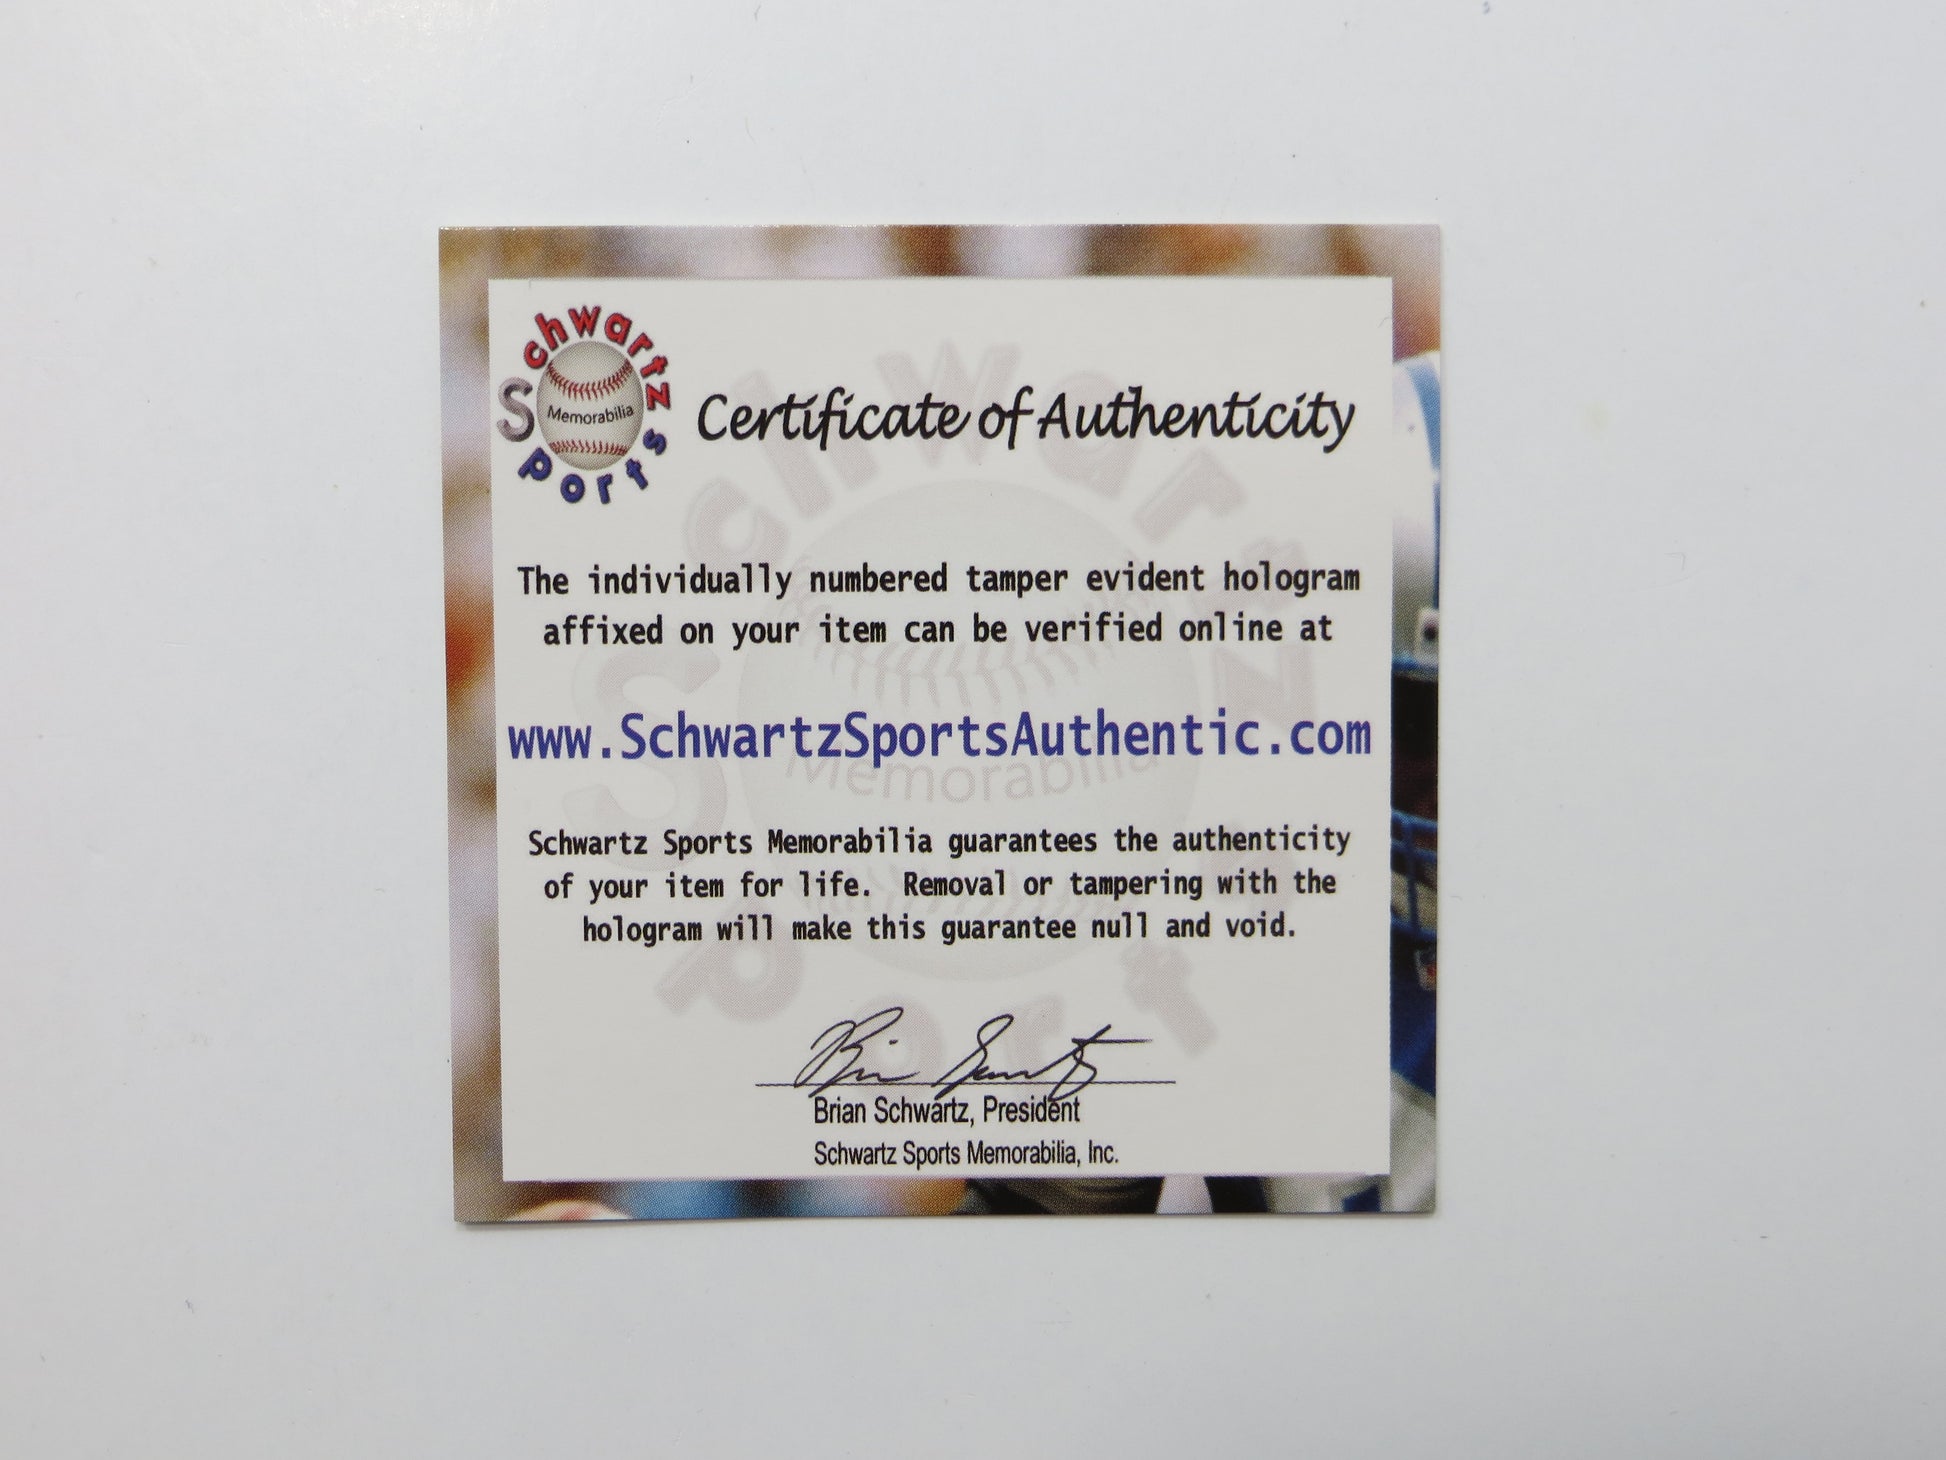 Schwartz
Sports
Memorabilia
Certificate of Authenticity
The individually numbered tamper evident hologram
affixed on your item can be verified online at
www.SchwartzSportsAuthentic.com
Schwartz Sports Memorabilia guarantees the authenticity
of your item for life. Removal or tampering with the
hologram will make this guarantee null and void.
Brian Schwartz
Brian Schwartz, President
Schwartz Sports Memorabilia, Inc.